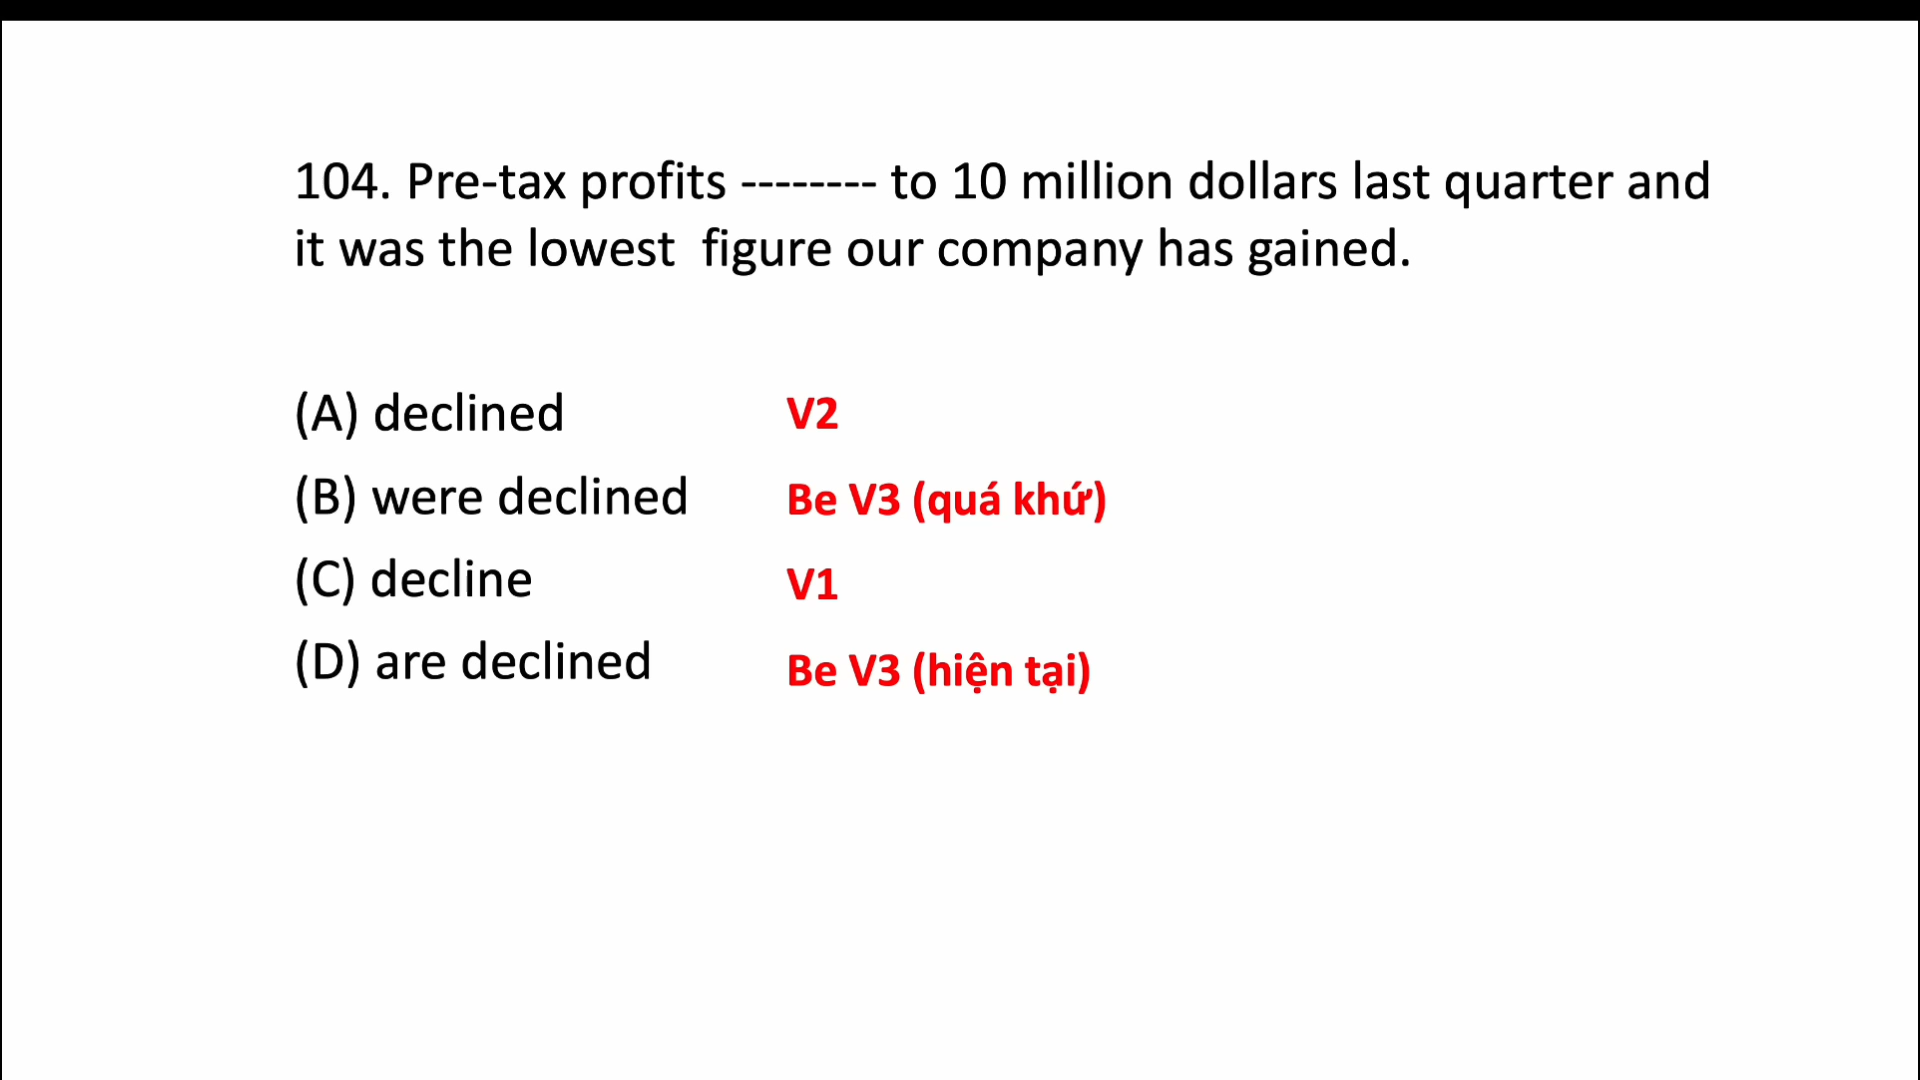 104. Pre-tax profits -------- to 10 million dollars last quarter and
it was the lowest  figure our company has gained.
(A) declined V2
(B) were declined Be V3 (quá khứ)
(C) decline V1
(D) are declined Be V3 (hiện tại)